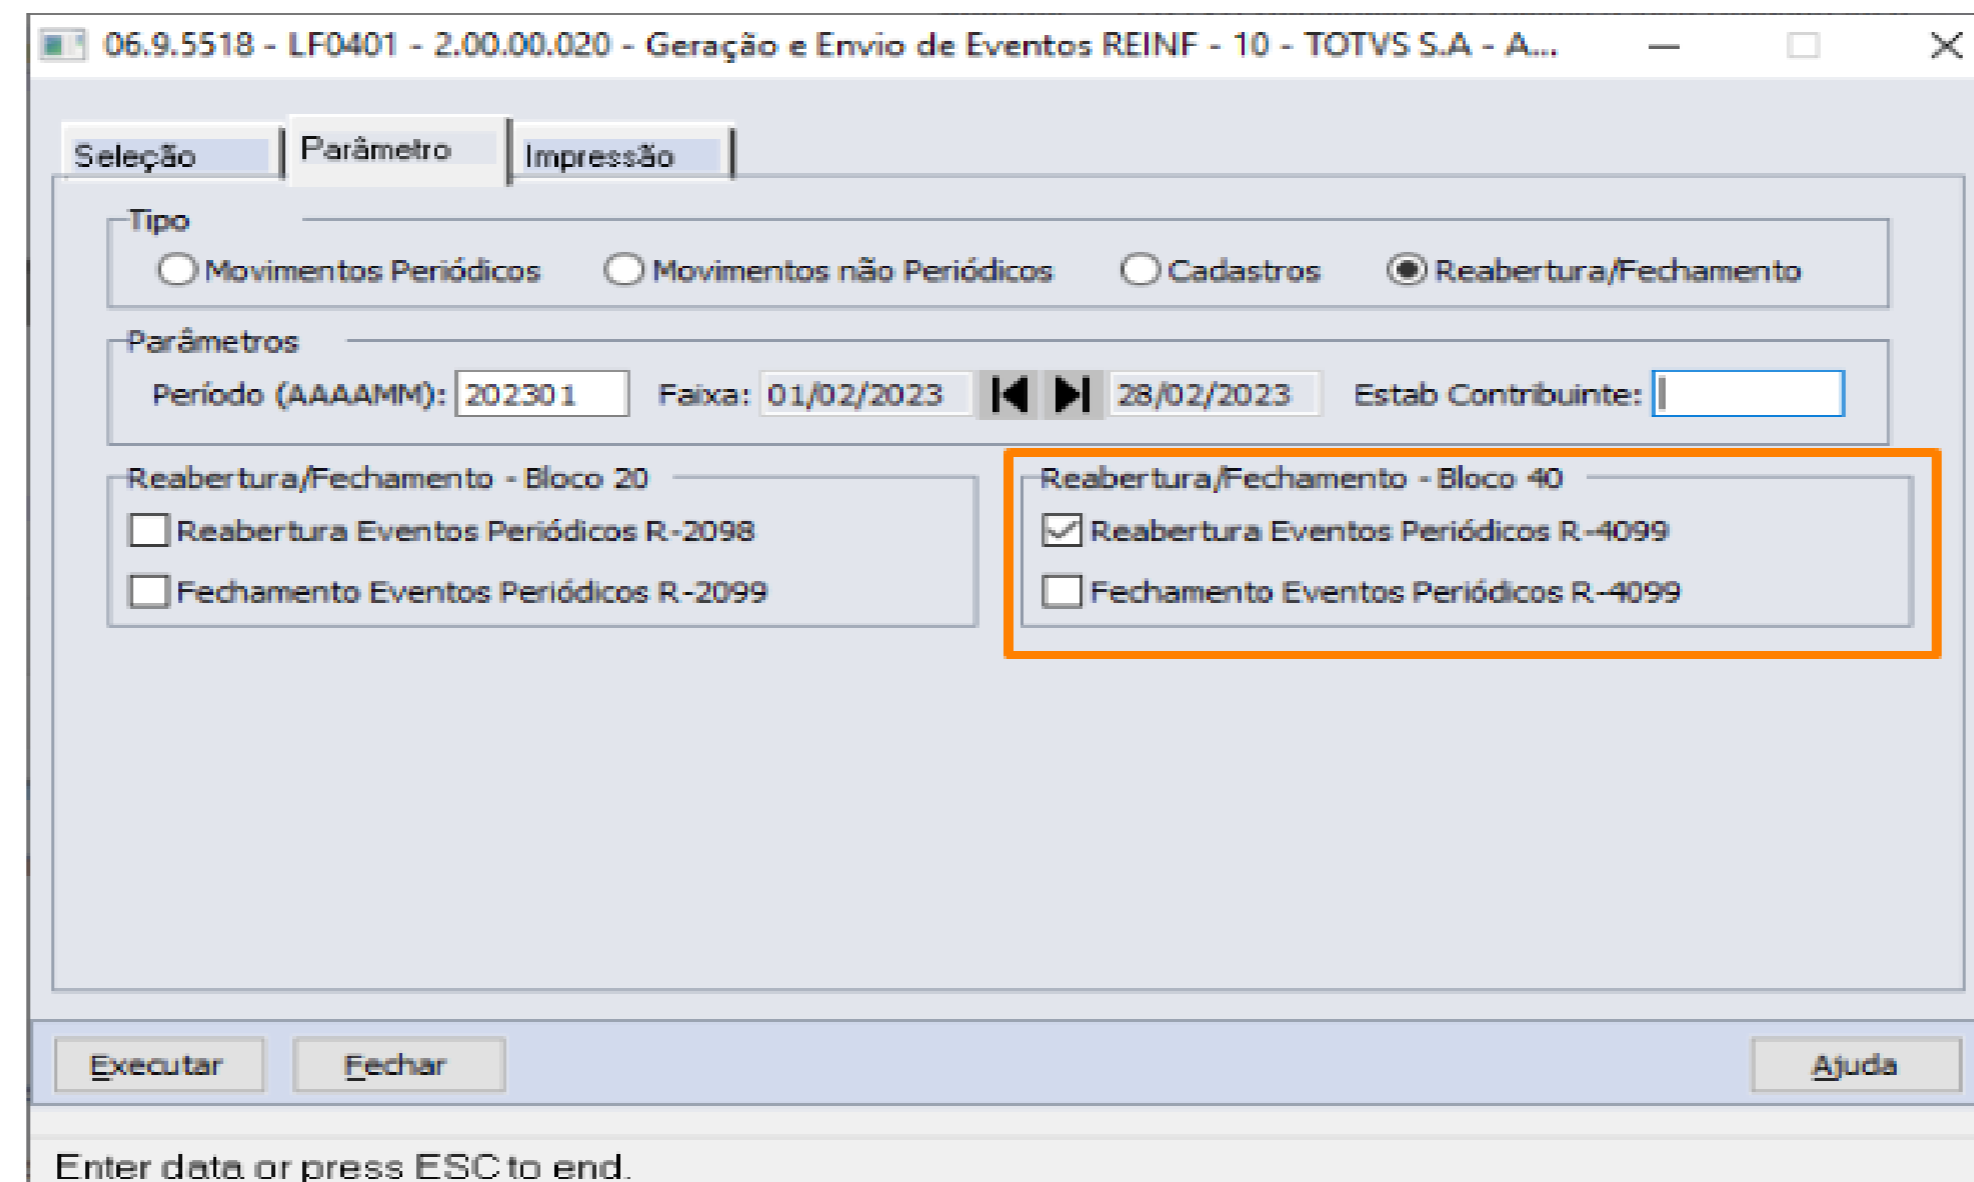 06.9.5518 - LF0401 - 2.00.00.020 - Geração e Envio de Eventos REINF - 10 - TOTVS S.A - A...
Seleção Parâmetro Impressão
Tipo
Movimentos Periódicos Movimentos não Periódicos Cadastros Reabertura/Fechamento
Parâmetros
Período (AAAAMM): 202301 Faixa: 01/02/2023 28/02/2023 Estab Contribuinte:
Reabertura/Fechamento - Bloco 20 Reabertura/Fechamento - Bloco 40
Reabertura Eventos Periódicos R-2098 Reabertura Eventos Periódicos R-4099
Fechamento Eventos Periódicos R-2099 Fechamento Eventos Periódicos R-4099
Executar Fechar Ajuda
Enter data or press ESC to end.